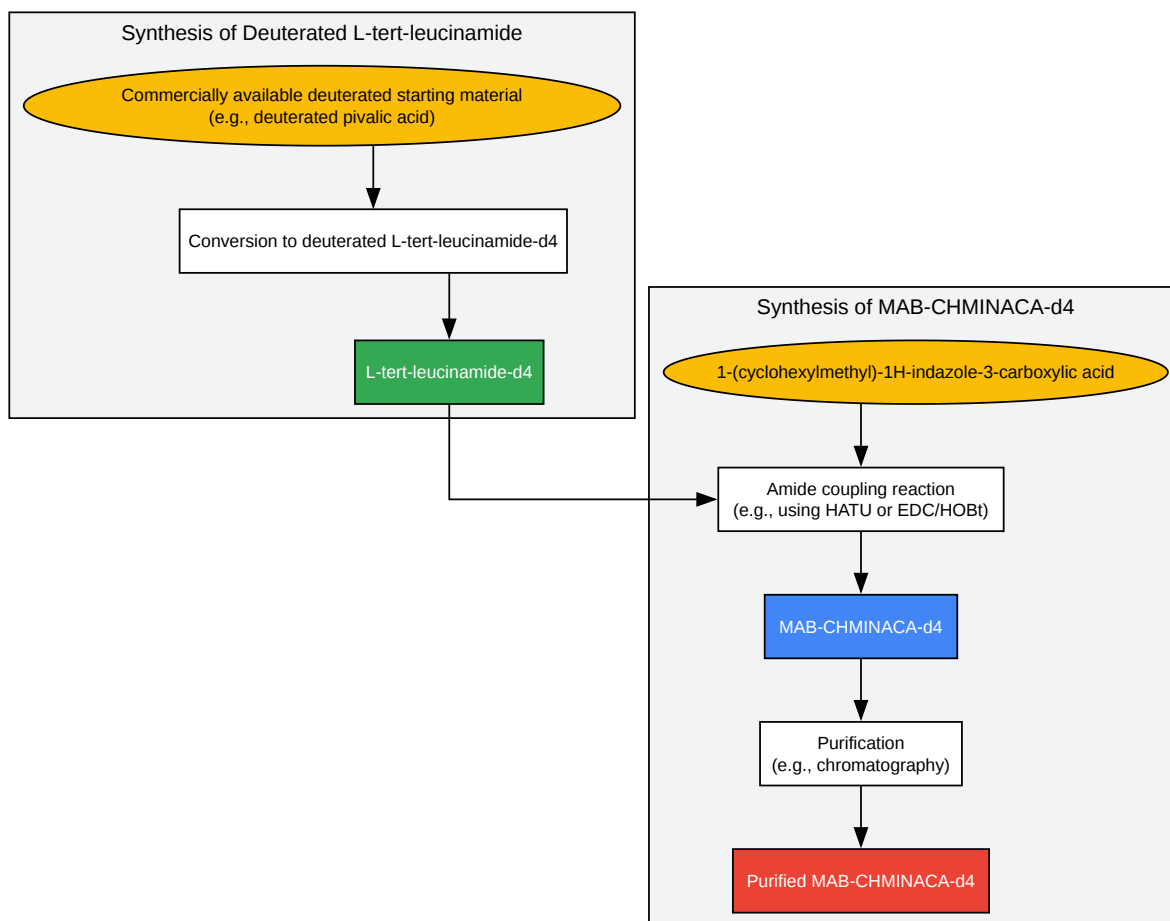 Synthesis of Deuterated L-tert-leucinamide
Commercially available deuterated starting material
(e.g., deuterated pivalic acid)
Conversion to deuterated L-tert-leucinamide-d4
L-tert-leucinamide-d4
Synthesis of MAB-CHMINACA-d4
1-(cyclohexylmethyl)-1H-indazole-3-carboxylic acid
Amide coupling reaction
(e.g., using HATU or EDC/HOBt)
MAB-CHMINACA-d4
Purification
(e.g., chromatography)
Purified MAB-CHMINACA-d4